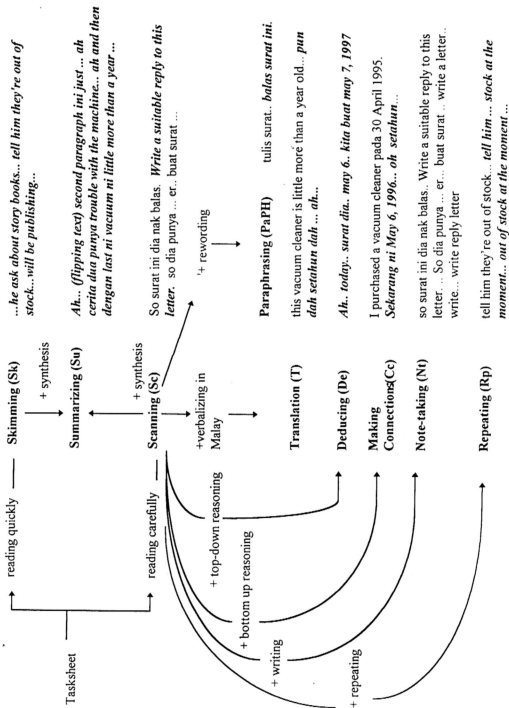 Tasksheet
reading quickly
Skimming (Sk)
...he ask about story books... tell him they're out of
stock...will be publishing...
+ synthesis
Summarizing (Su)
Ah... (flipping text) second paragraph ini just ... ah
cerita dua punya trouble with the machine... ah and then
dengan last ni vacuum ni little more than a year ...
+ synthesis
reading carefully
Scanning (Sc)
So surat ini dia nak balas. Write a suitable reply to this
letter. so dia punya ... er... buat surat ...
'+ rewording
Paraphrasing (PaPH)
tulis surat.. balas surat ini.
+verbalizing in
Malay
Translation (T)
this vacuum cleaner is little more than a year old... pun
dah setahun dah ... ah...
+ top-down reasoning
Deducing (De)
Ah.. today.. surat dia.. may 6.. kita buat may 7, 1997
+ bottom up reasoning
Making
Connections(Cc)
I purchased a vacuum cleaner pada 30 April 1995.
Sekarang ni May 6, 1996... oh setahun...
+ writing
Note-taking (Nt)
so surat ini dia nak balas.. Write a suitable reply to this
letter. ... So dia punya ... er... buat surat .. write a letter..
write... write reply letter
+ repeating
Repeating (Rp)
tell him they're out of stock... tell him ... stock at the
moment... out of stock at the moment...